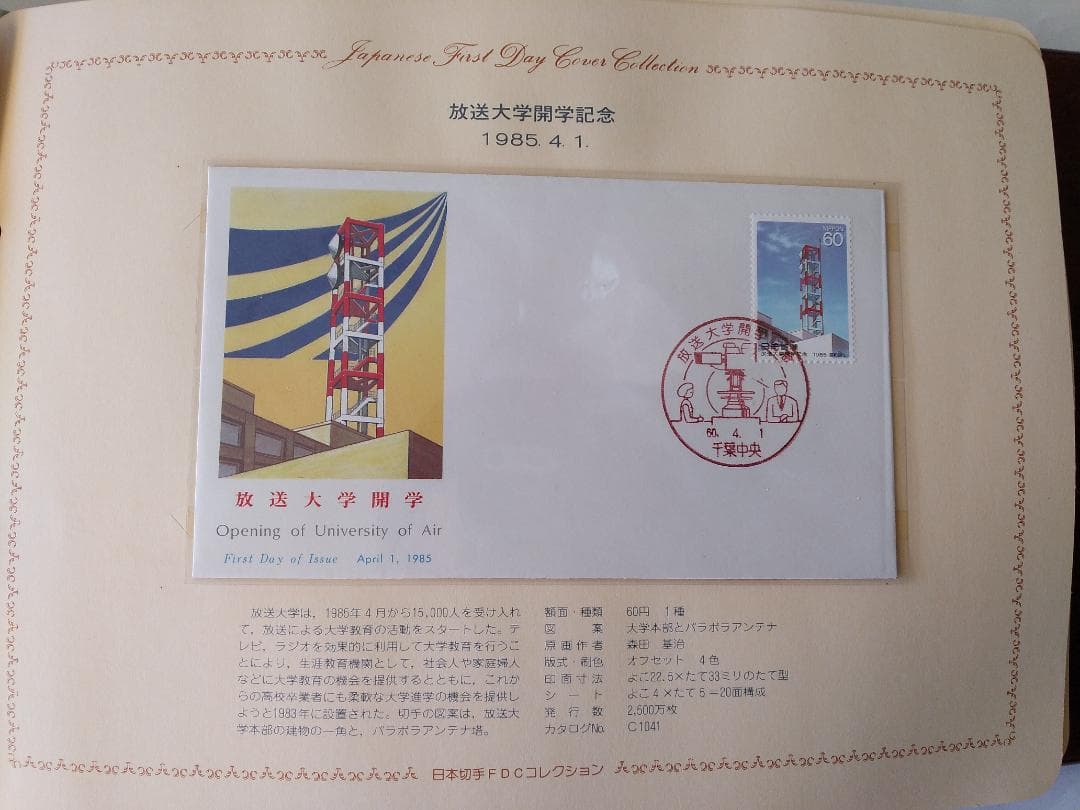 Japanese First Day Cover Collection
放送大学開学記念
1985. 4. 1.
NIPPON
60
日本郵便
1985
放送大学開学
60. 4. 1
千葉中央
放送大学開学
Opening of University of Air
First Day of Issue April 1, 1985
放送大学は，1985年4月から15,000人を受け入れ
て，放送による大学教育の活動をスタートした。テ
レビ，ラジオを効果的に利用して大学教育を行うこ
とにより，生涯教育機関として，社会人や家庭婦人
などに大学教育の機会を提供するとともに，これか
らの高校卒業者にも柔軟な大学進学の機会を提供し
ようと1983年に設置された。切手の図案は，放送大
学本部の建物の一角と，パラボラアンテナ塔。
額面・種類 60円 1種
図案 大学本部とパラボラアンテナ
原画作者 森田 基治
版式・刷色 オフセット 4色
印面寸法 よこ22.5×たて33ミリのたて型
シート よこ4×たて5＝20面構成
発行数 2,500万枚
カタログNo. C1041
日本切手FDCコレクション